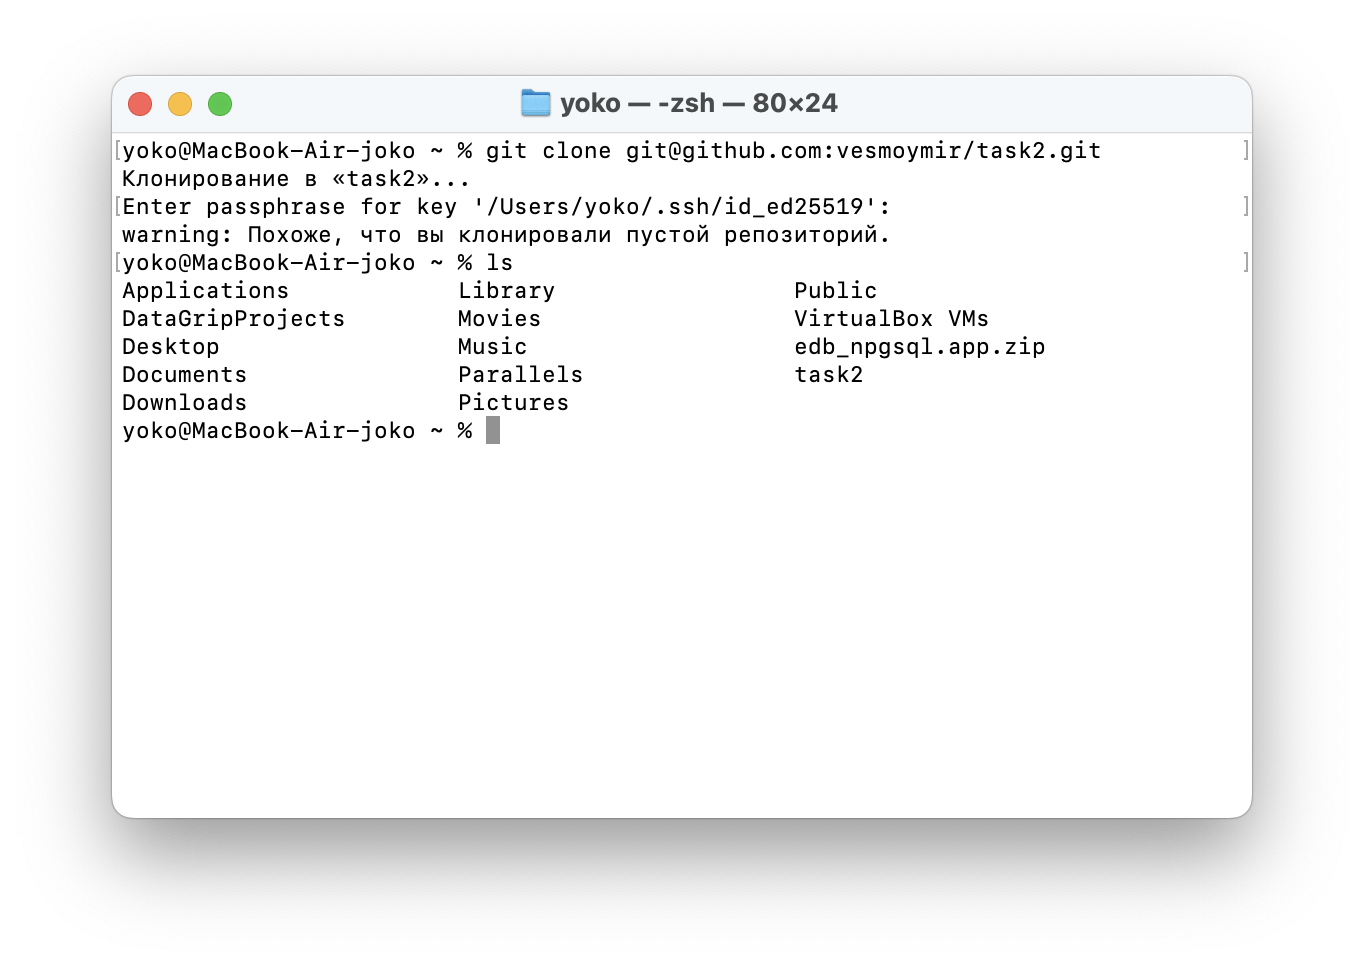 yoko — -zsh — 80×24
[yoko@MacBook-Air-joko ~ % git clone git@github.com:vesmoymir/task2.git ]
Клонирование в «task2»...
[Enter passphrase for key '/Users/yoko/.ssh/id_ed25519': ]
warning: Похоже, что вы клонировали пустой репозиторий.
[yoko@MacBook-Air-joko ~ % ls ]
Applications Library Public
DataGripProjects Movies VirtualBox VMs
Desktop Music edb_npgsql.app.zip
Documents Parallels task2
Downloads Pictures
yoko@MacBook-Air-joko ~ %